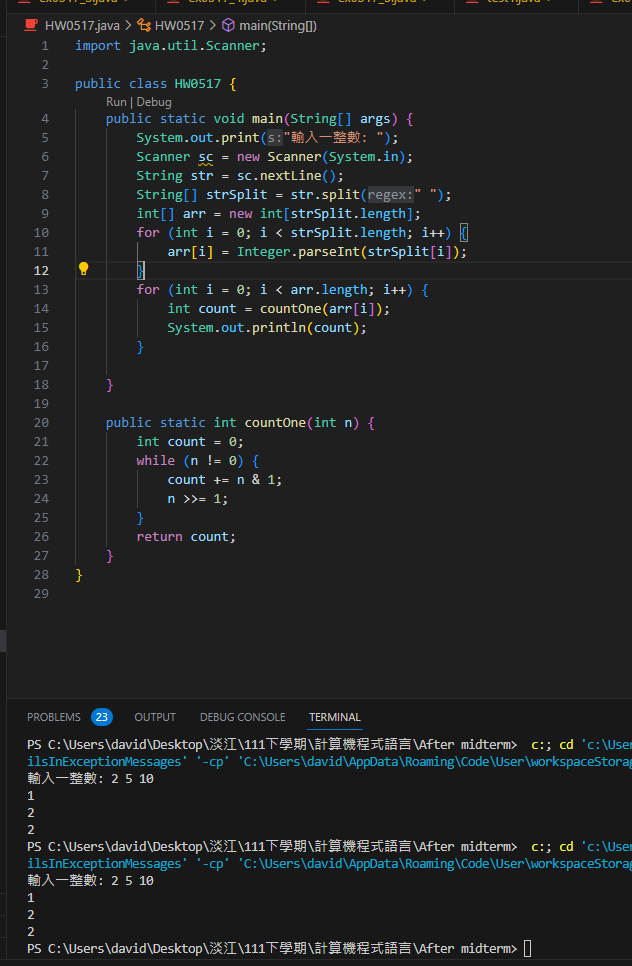 HW0517.java > HW0517 > main(String[])
1 import java.util.Scanner;
2
3 public class HW0517 {
Run | Debug
4 public static void main(String[] args) {
5 System.out.print(s:"輸入一整數: ");
6 Scanner sc = new Scanner(System.in);
7 String str = sc.nextLine();
8 String[] strSplit = str.split(regex:" ");
9 int[] arr = new int[strSplit.length];
10 for (int i = 0; i < strSplit.length; i++) {
11 arr[i] = Integer.parseInt(strSplit[i]);
12 }
13 for (int i = 0; i < arr.length; i++) {
14 int count = countOne(arr[i]);
15 System.out.println(count);
16 }
17
18 }
19
20 public static int countOne(int n) {
21 int count = 0;
22 while (n != 0) {
23 count += n & 1;
24 n >>= 1;
25 }
26 return count;
27 }
28 }
29
PROBLEMS 23 OUTPUT DEBUG CONSOLE TERMINAL
PS C:\Users\david\Desktop\淡江\111下學期\計算機程式語言\After midterm> c:; cd 'c:\User
ilsInExceptionMessages' '-cp' 'C:\Users\david\AppData\Roaming\Code\User\workspaceStorag
輸入一整數: 2 5 10
1
2
2
PS C:\Users\david\Desktop\淡江\111下學期\計算機程式語言\After midterm> c:; cd 'c:\User
ilsInExceptionMessages' '-cp' 'C:\Users\david\AppData\Roaming\Code\User\workspaceStorag
輸入一整數: 2 5 10
1
2
2
PS C:\Users\david\Desktop\淡江\111下學期\計算機程式語言\After midterm>